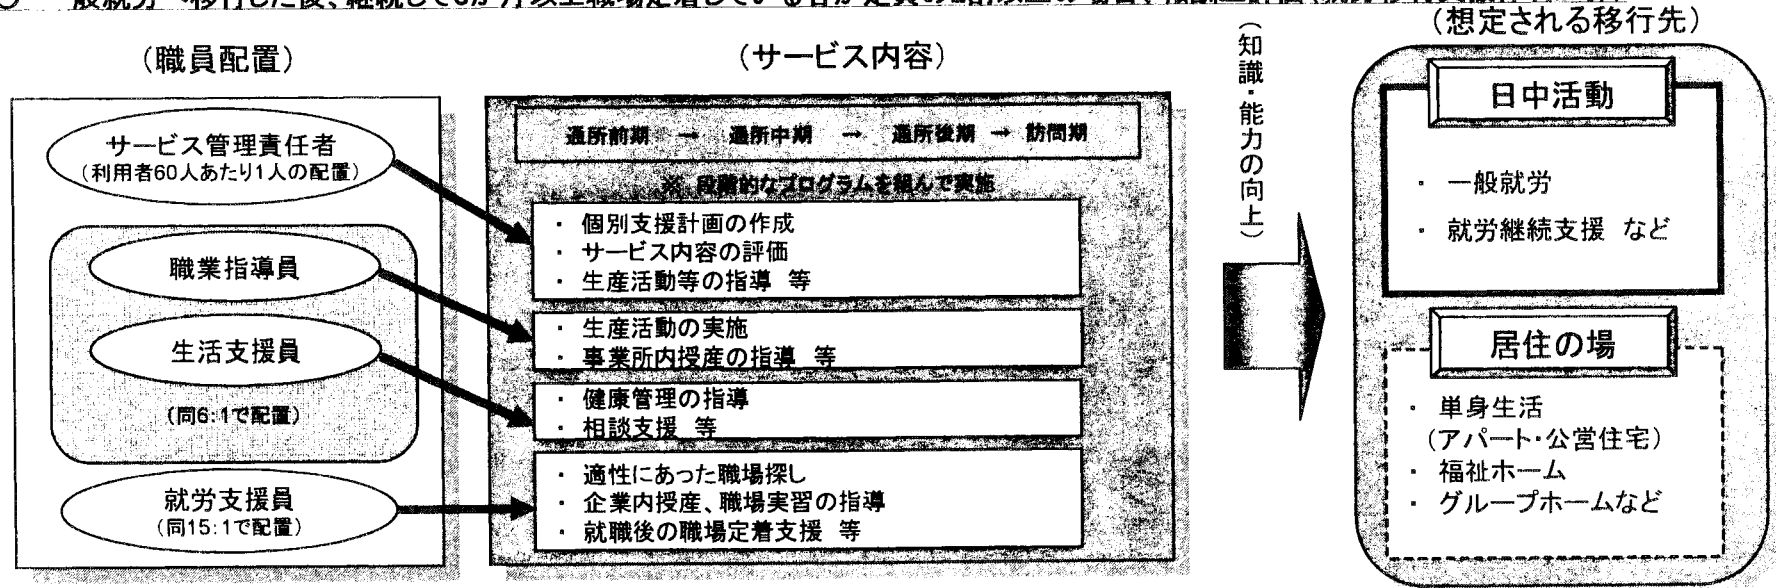 (職員配置)
サービス管理責任者
(利用者60人あたり1人の配置)
職業指導員
生活支援員
(同6:1で配置)
就労支援員
(同15:1で配置)
(サービス内容)
通所前期 → 通所中期 → 通所後期 → 訪問期
※ 段階的なプログラムを組んで実施
・ 個別支援計画の作成
・ サービス内容の評価
・ 生産活動等の指導 等
・ 生産活動の実施
・ 事業所内授産の指導 等
・ 健康管理の指導
・ 相談支援 等
・ 適性にあった職場探し
・ 企業内授産、職場実習の指導
・ 就職後の職場定着支援 等
(知識・能力の向上)
(想定される移行先)
日中活動
・ 一般就労
・ 就労継続支援 など
居住の場
・ 単身生活
(アパート・公営住宅)
・ 福祉ホーム
・ グループホームなど